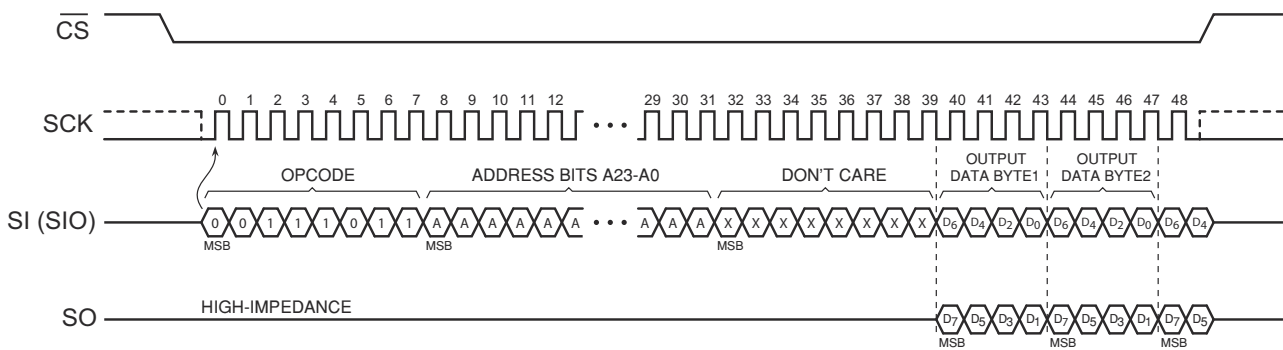 CS
0 1 2 3 4 5 6 7 8 9 10 11 12 29 30 31 32 33 34 35 36 37 38 39 40 41 42 43 44 45 46 47 48
SCK
OPCODE ADDRESS BITS A23-A0 DON'T CARE OUTPUT DATA BYTE1 OUTPUT DATA BYTE2
SI (SIO) 0 0 1 1 1 0 1 1 A A A A A A A A A X X X X X X X X D6 D4 D2 D0 D6 D4 D2 D0 D6 D4
MSB MSB MSB
HIGH-IMPEDANCE
SO D7 D5 D3 D1 D7 D5 D3 D1 D7 D5
MSB MSB MSB